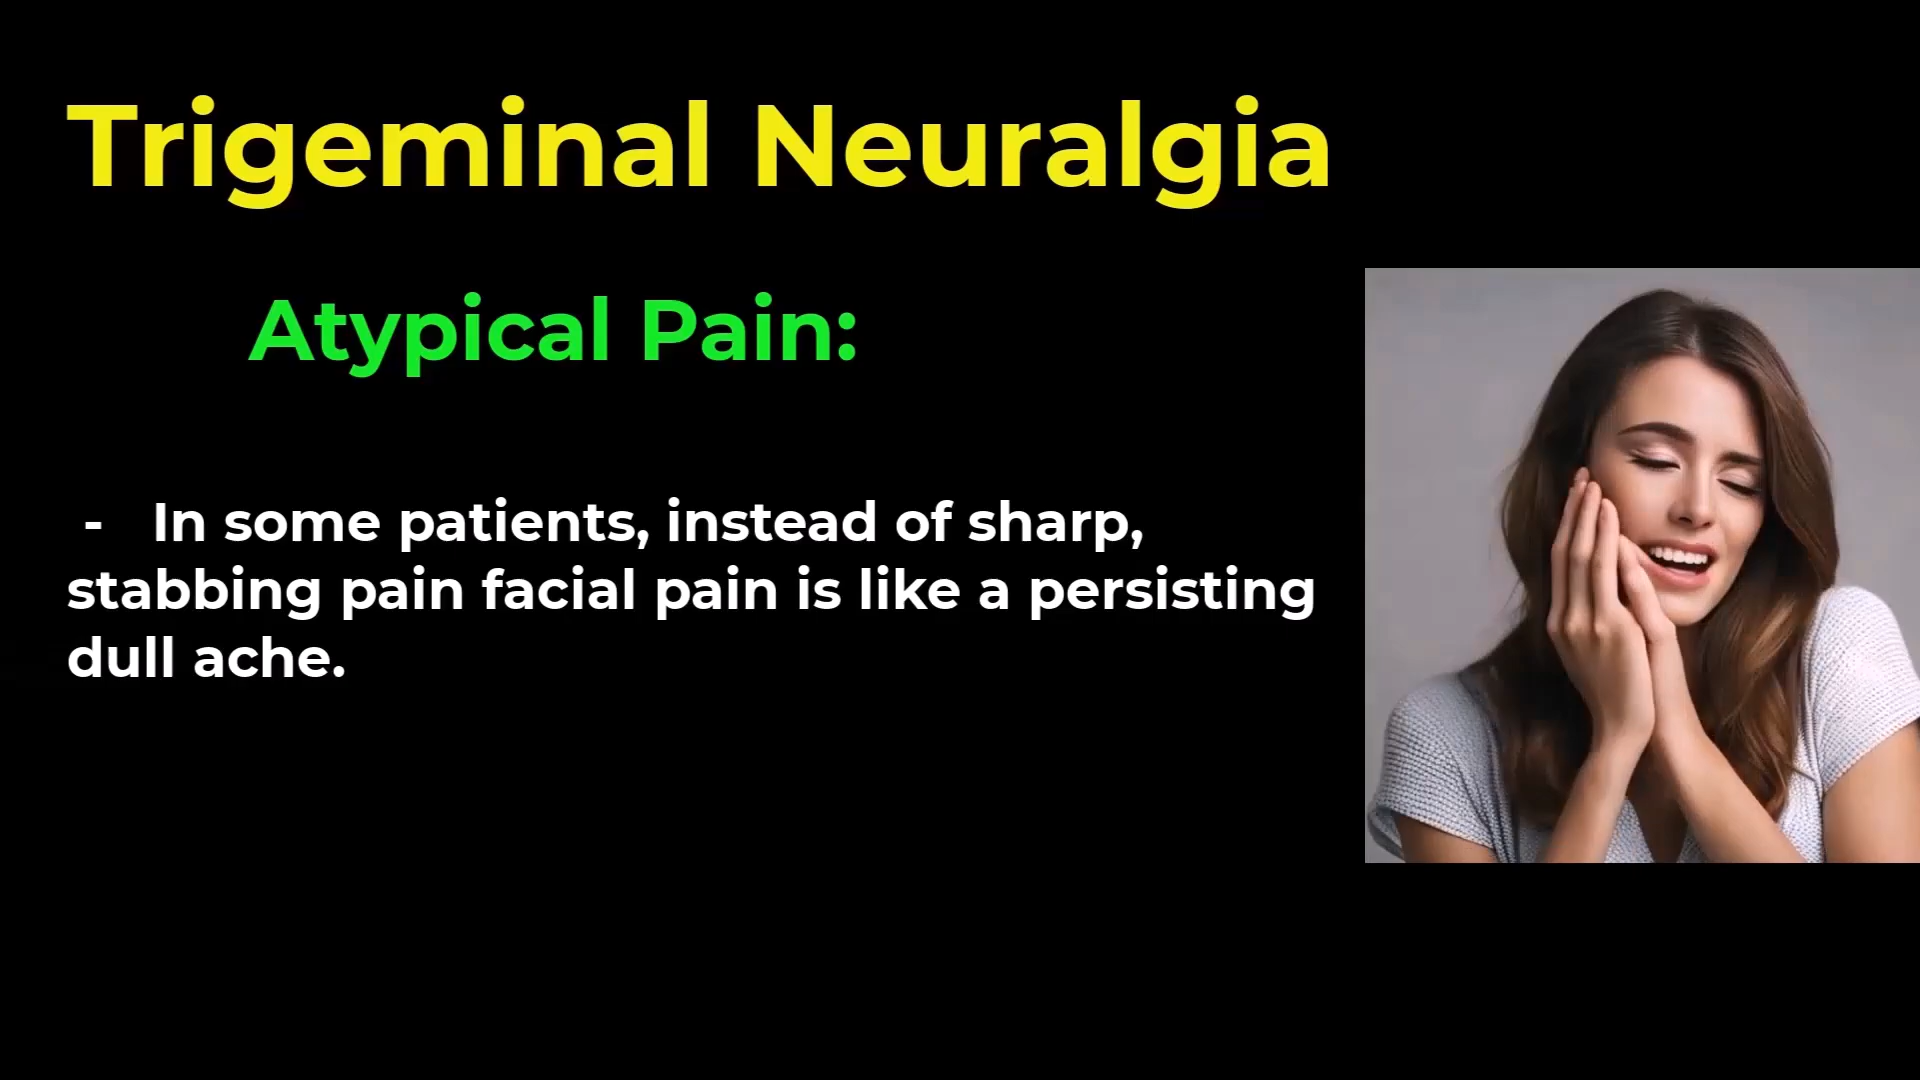 Trigeminal Neuralgia
Atypical Pain:
- In some patients, instead of sharp,
stabbing pain facial pain is like a persisting
dull ache.